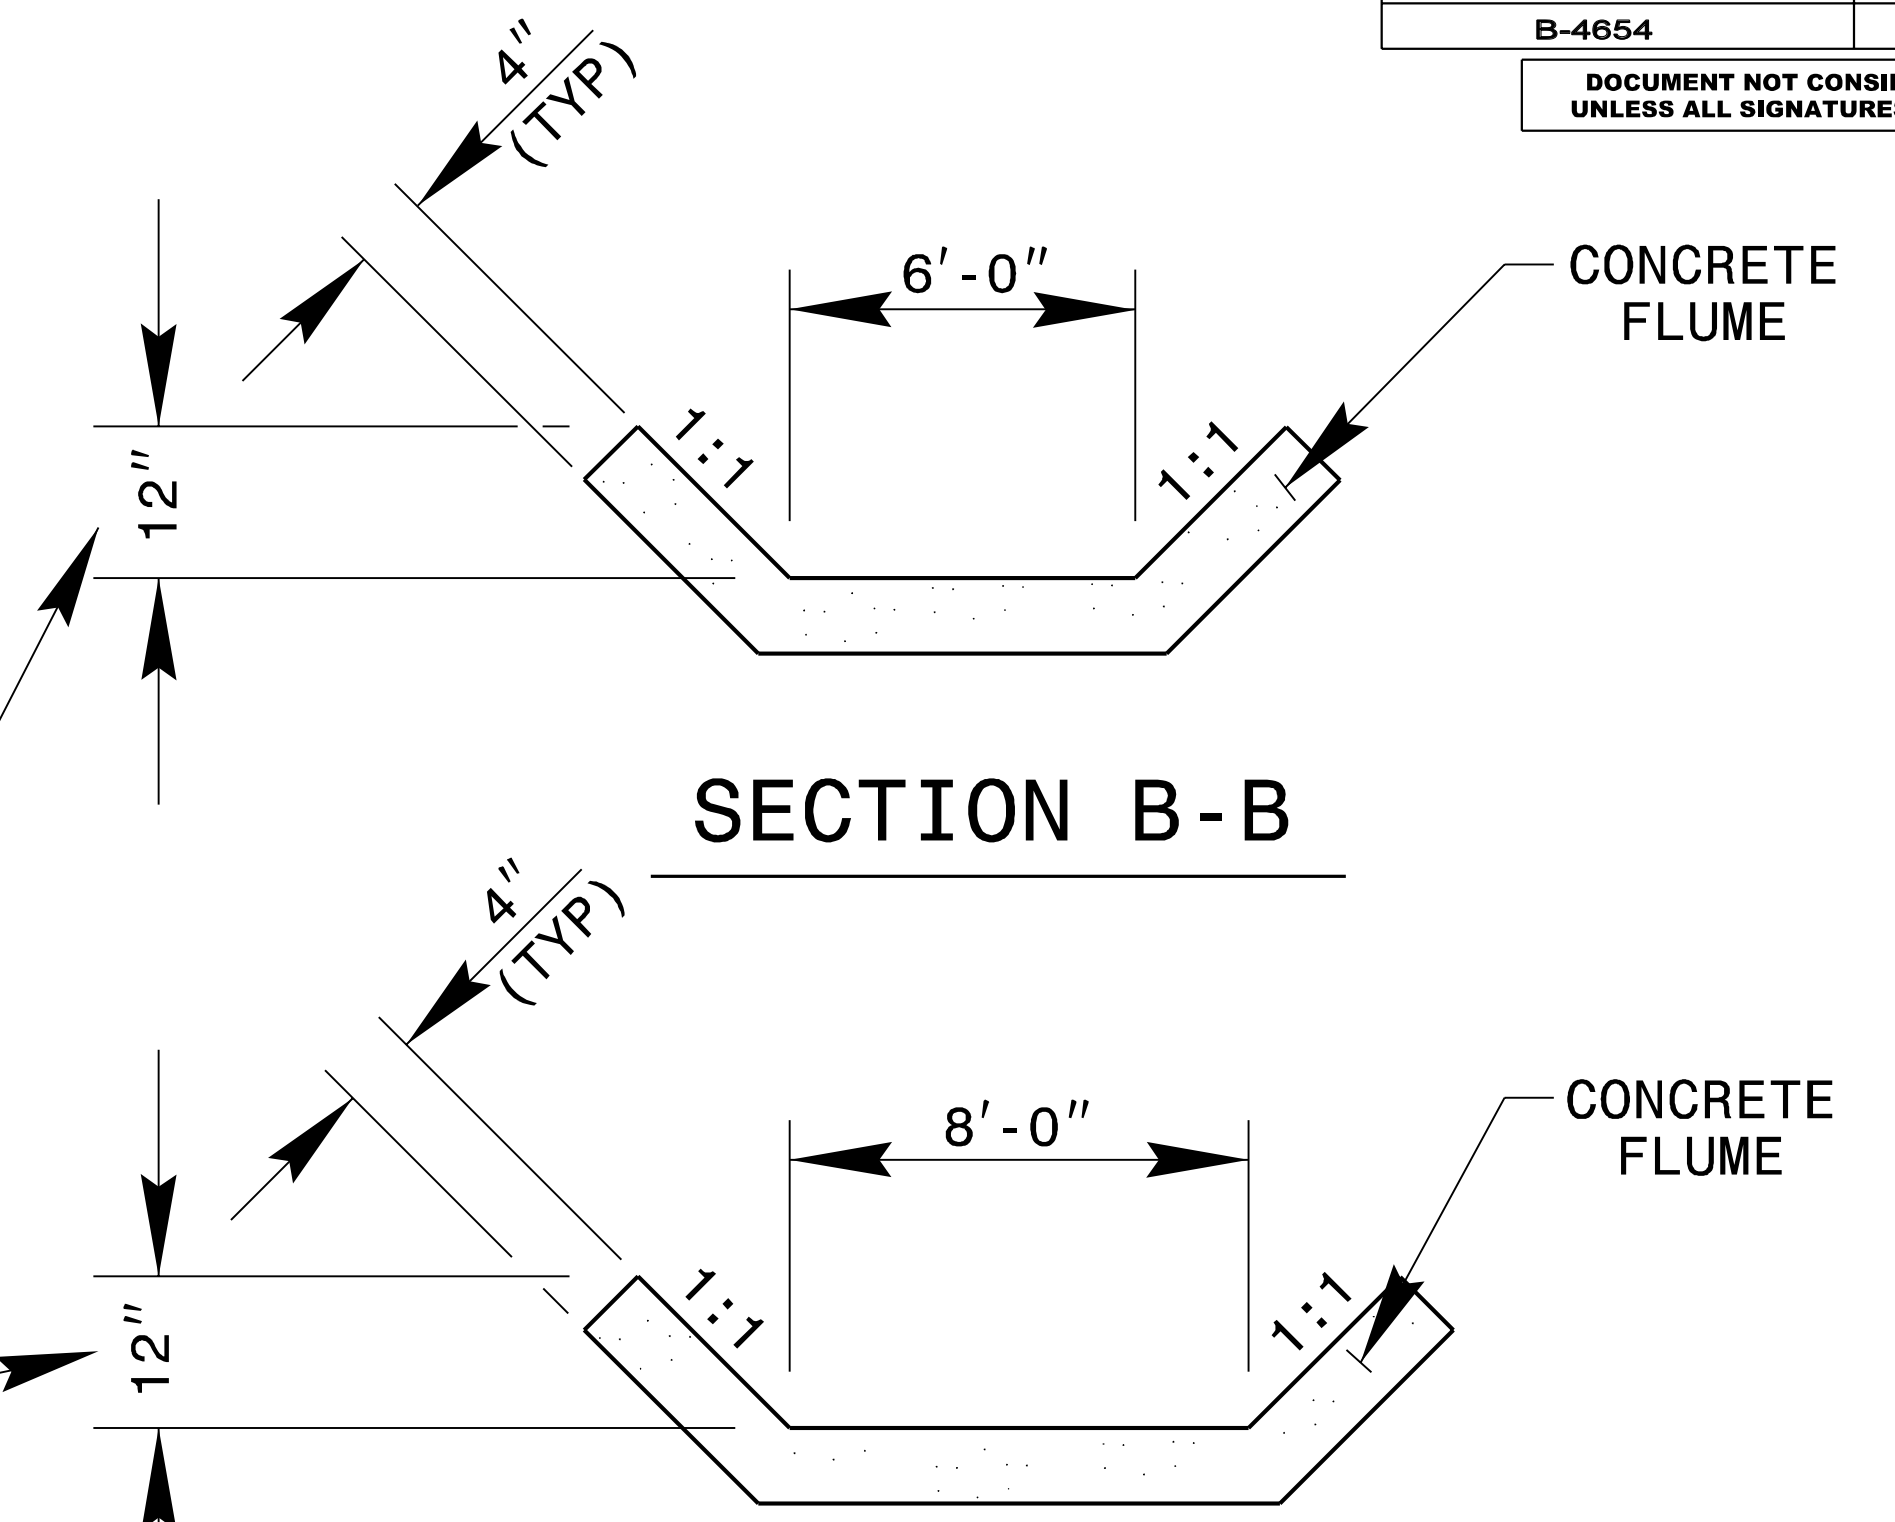 B-4654
DOCUMENT NOT CONSI
UNLESS ALL SIGNATURES
4"
(TYP)
6'-0"
CONCRETE
FLUME
12"
1:1
1:1
SECTION B-B
4"
(TYP)
8'-0"
CONCRETE
FLUME
12"
1:1
1:1